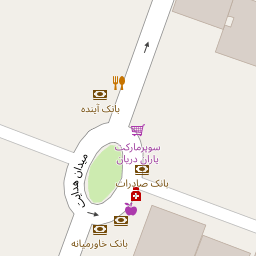 بانک آینده
سوپرمارکت
یاران دریان
میدان هدایت
بانک صادرات
بانک خاورمیانه